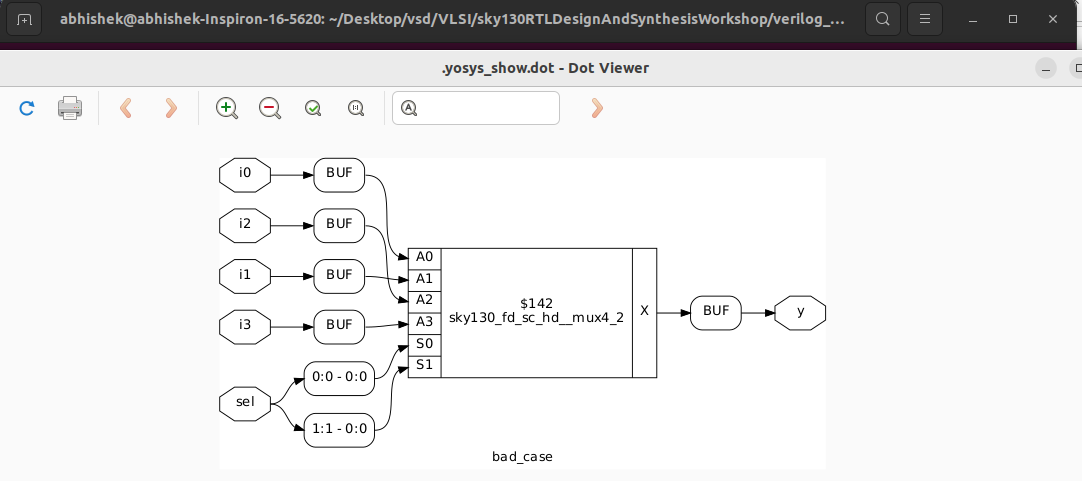 abhishek@abhishek-Inspiron-16-5620: ~/Desktop/vsd/VLSI/sky130RTLDesignAndSynthesisWorkshop/verilog_...
.yosys_show.dot - Dot Viewer
i0
BUF
i2
BUF
i1
BUF
i3
BUF
sel
0:0 - 0:0
1:1 - 0:0
A0
A1
A2
A3
S0
S1
$142
sky130_fd_sc_hd__mux4_2
X
BUF
y
bad_case